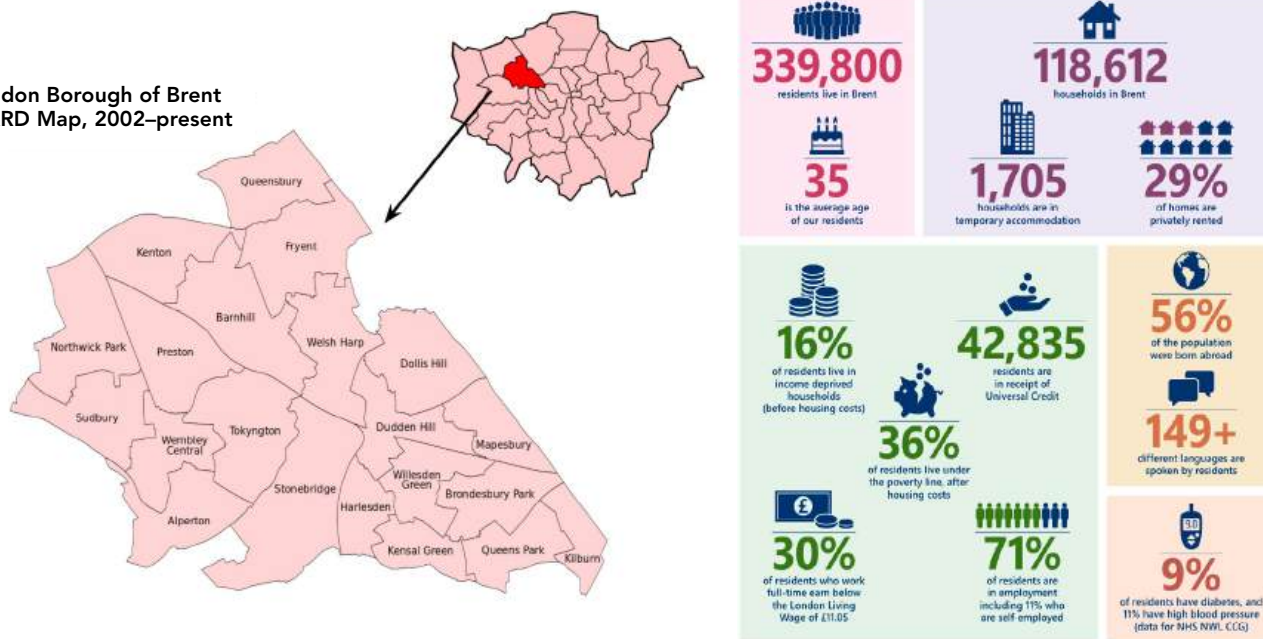 don Borough of Brent
RD Map, 2002–present
Queensbury
Kenton
Fryent
Barnhill
Northwick Park
Preston
Welsh Harp
Dollis Hill
Sudbury
Wembley
Central
Tokyngton
Dudden Hill
Mapesbury
Willesden
Green
Stonebridge
Brondesbury Park
Harlesden
Alperton
Kensal Green
Queens Park
Kilburn
339,800
residents live in Brent
35
is the average age
of our residents
118,612
households in Brent
1,705
households are in
temporary accommodation
29%
of homes are
privately rented
16%
of residents live in
income deprived
households
(before housing costs)
42,835
residents are
in receipt of
Universal Credit
36%
of residents live under
the poverty line, after
housing costs
£
30%
of residents who work
full-time earn below
the London Living
Wage of £11.05
71%
of residents are
in employment
including 11% who
are self-employed
56%
of the population
were born abroad
149+
different languages are
spoken by residents
9.0
9%
of residents have diabetes, and
11% have high blood pressure
(data for NHS NWL CCG)